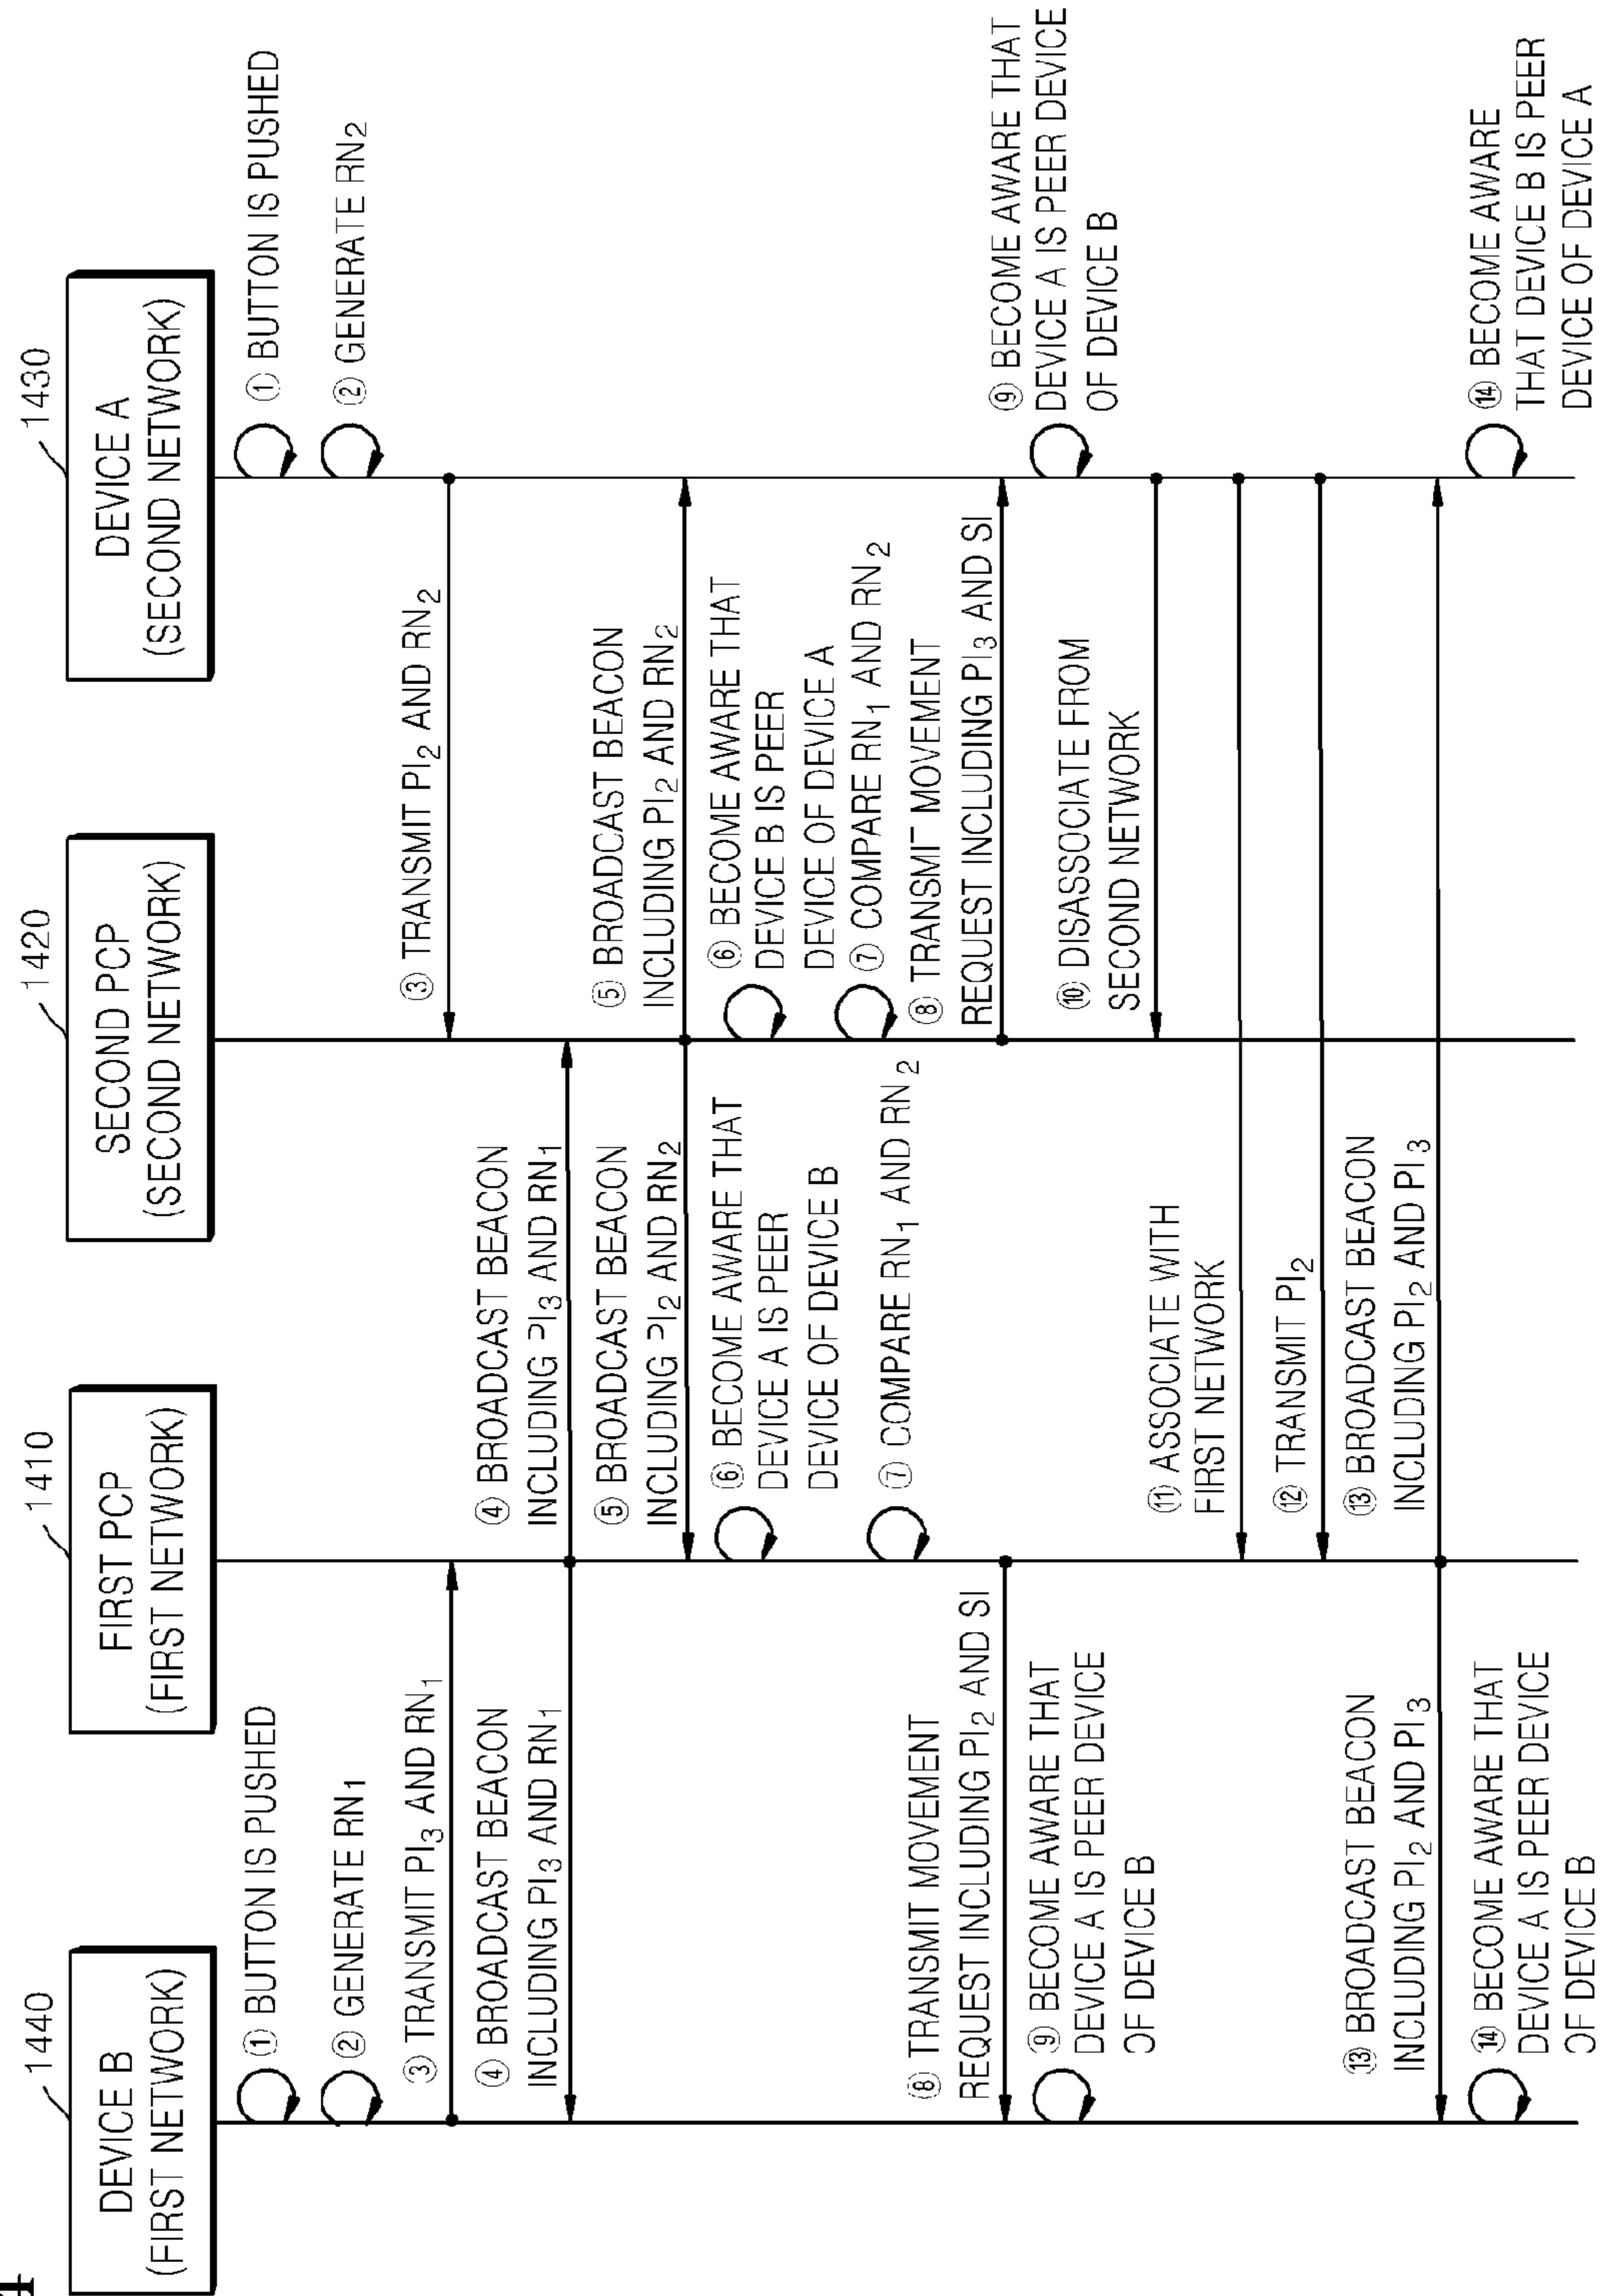 4
1440
DEVICE B
(FIRST NETWORK)
1410
FIRST PCP
(FIRST NETWORK)
1420
SECOND PCP
(SECOND NETWORK)
1430
DEVICE A
(SECOND NETWORK)
① BUTTON IS PUSHED
① BUTTON IS PUSHED
② GENERATE RN1
② GENERATE RN2
③ TRANSMIT PI3 AND RN1
③ TRANSMIT PI2 AND RN2
④ BROADCAST BEACON
INCLUDING PI3 AND RN1
④ BROADCAST BEACON
INCLUDING PI3 AND RN1
⑤ BROADCAST BEACON
INCLUDING PI2 AND RN2
⑤ BROADCAST BEACON
INCLUDING PI2 AND RN2
⑥ BECOME AWARE THAT
DEVICE A IS PEER
DEVICE OF DEVICE B
⑥ BECOME AWARE THAT
DEVICE B IS PEER
DEVICE OF DEVICE A
⑦ COMPARE RN1 AND RN2
⑦ COMPARE RN1 AND RN2
⑧ TRANSMIT MOVEMENT
REQUEST INCLUDING PI2 AND SI
⑧ TRANSMIT MOVEMENT
REQUEST INCLUDING PI3 AND SI
⑨ BECOME AWARE THAT
DEVICE A IS PEER DEVICE
OF DEVICE B
⑨ BECOME AWARE THAT
DEVICE A IS PEER DEVICE
OF DEVICE B
⑩ DISASSOCIATE FROM
SECOND NETWORK
⑪ ASSOCIATE WITH
FIRST NETWORK
⑫ TRANSMIT PI2
⑬ BROADCAST BEACON
INCLUDING PI2 AND PI3
⑬ BROADCAST BEACON
INCLUDING PI2 AND PI3
⑭ BECOME AWARE THAT
DEVICE A IS PEER DEVICE
OF DEVICE B
⑭ BECOME AWARE
THAT DEVICE B IS PEER
DEVICE OF DEVICE A